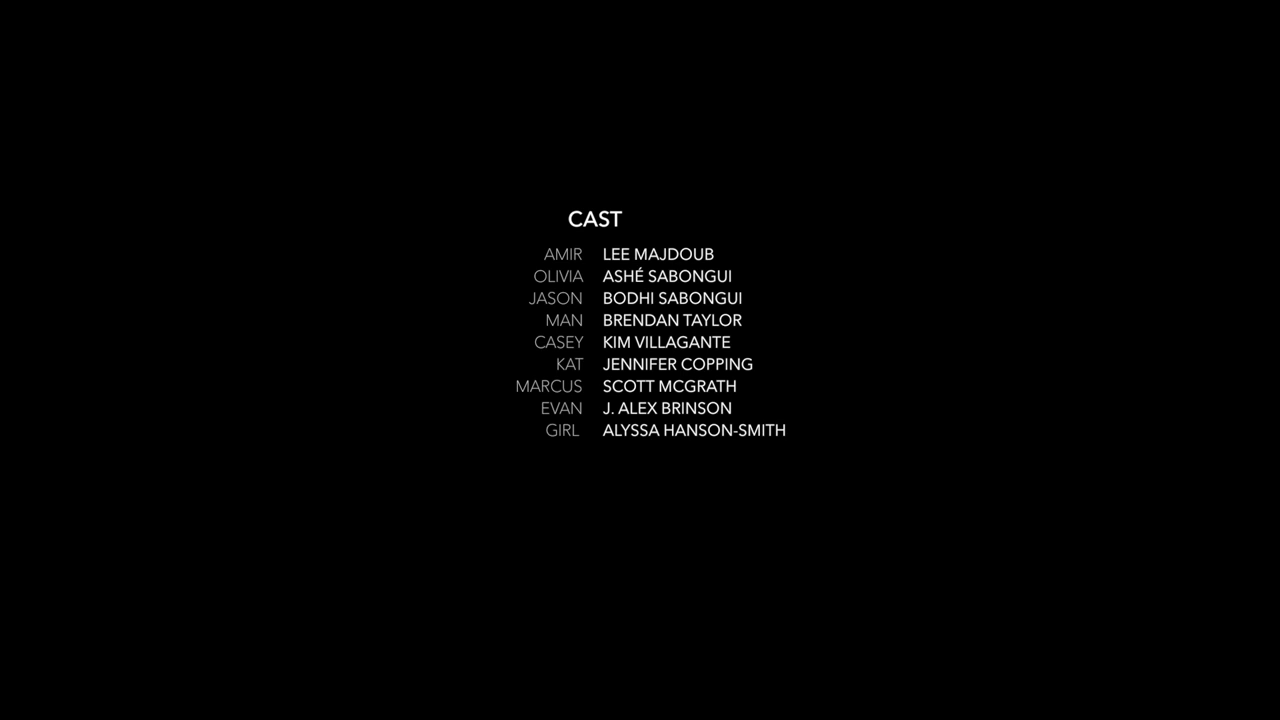 CAST
AMIR LEE MAJDOUB
OLIVIA ASHÉ SABONGUI
JASON BODHI SABONGUI
MAN BRENDAN TAYLOR
CASEY KIM VILLAGANTE
KAT JENNIFER COPPING
MARCUS SCOTT MCGRATH
EVAN J. ALEX BRINSON
GIRL ALYSSA HANSON-SMITH